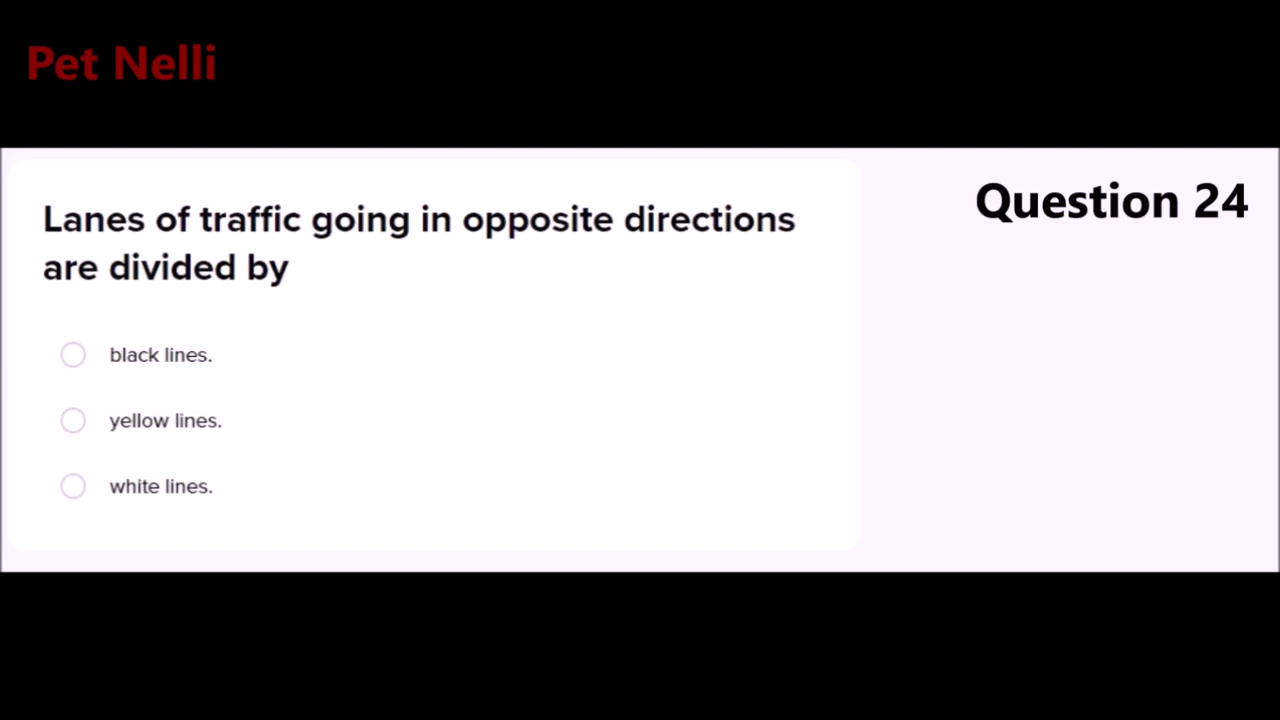 Pet Nelli
Question 24
Lanes of traffic going in opposite directions
are divided by
black lines.
yellow lines.
white lines.